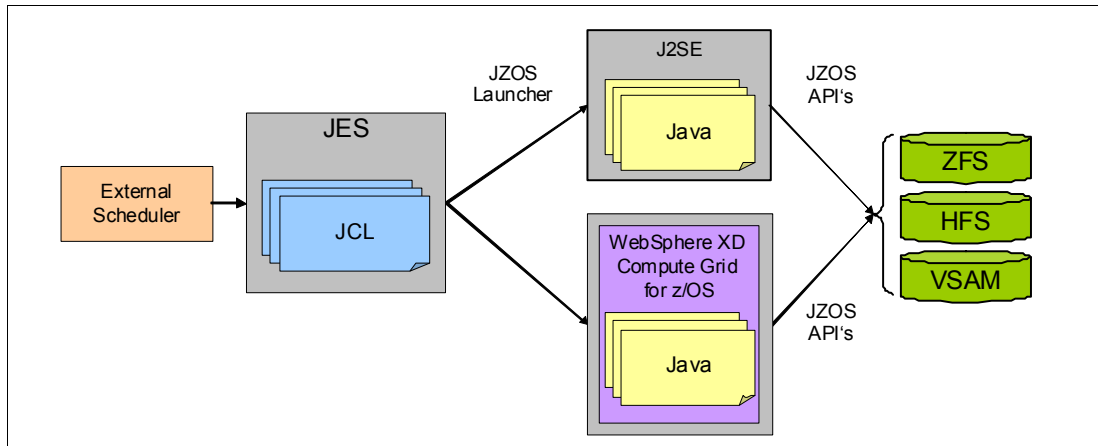 External
Scheduler
JES
JCL
JZOS
Launcher
J2SE
Java
WebSphere XD
Compute Grid
for z/OS
Java
JZOS
API‘s
JZOS
API‘s
ZFS
HFS
VSAM